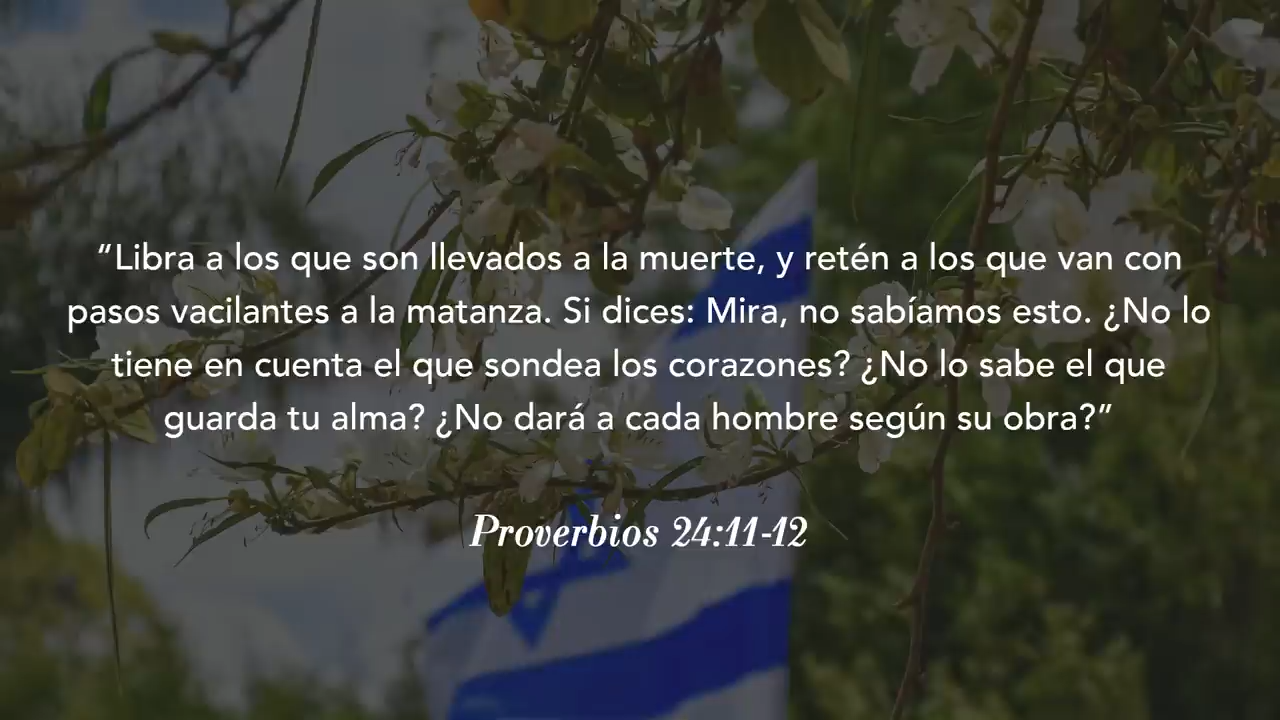 “Libra a los que son llevados a la muerte, y retén a los que van con
pasos vacilantes a la matanza. Si dices: Mira, no sabíamos esto. ¿No lo
tiene en cuenta el que sondea los corazones? ¿No lo sabe el que
guarda tu alma? ¿No dará a cada hombre según su obra?”
Proverbios 24:11-12